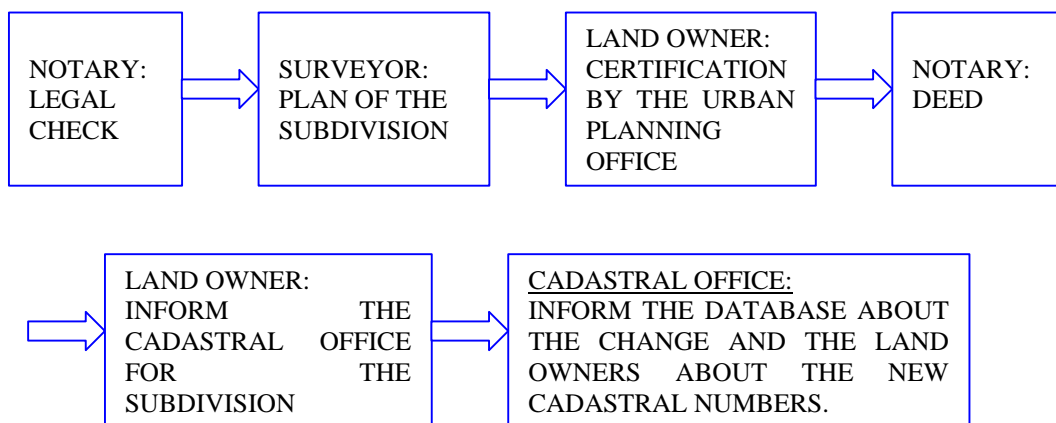 NOTARY:
LEGAL
CHECK
SURVEYOR:
PLAN OF THE
SUBDIVISION
LAND OWNER:
CERTIFICATION
BY THE URBAN
PLANNING
OFFICE
NOTARY:
DEED
LAND OWNER:
INFORM THE
CADASTRAL OFFICE
FOR THE
SUBDIVISION
CADASTRAL OFFICE:
INFORM THE DATABASE ABOUT
THE CHANGE AND THE LAND
OWNERS ABOUT THE NEW
CADASTRAL NUMBERS.